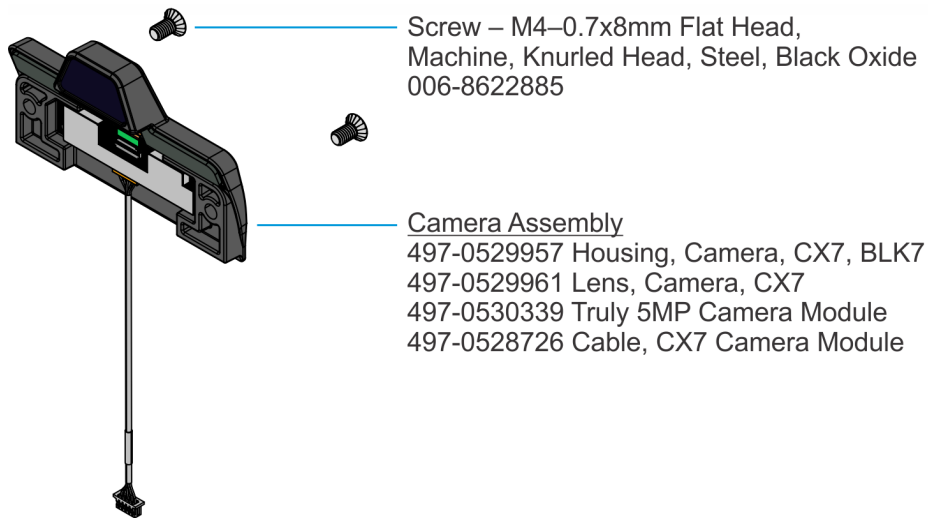 Screw – M4–0.7x8mm Flat Head,
Machine, Knurled Head, Steel, Black Oxide
006-8622885
Camera Assembly
497-0529957 Housing, Camera, CX7, BLK7
497-0529961 Lens, Camera, CX7
497-0530339 Truly 5MP Camera Module
497-0528726 Cable, CX7 Camera Module